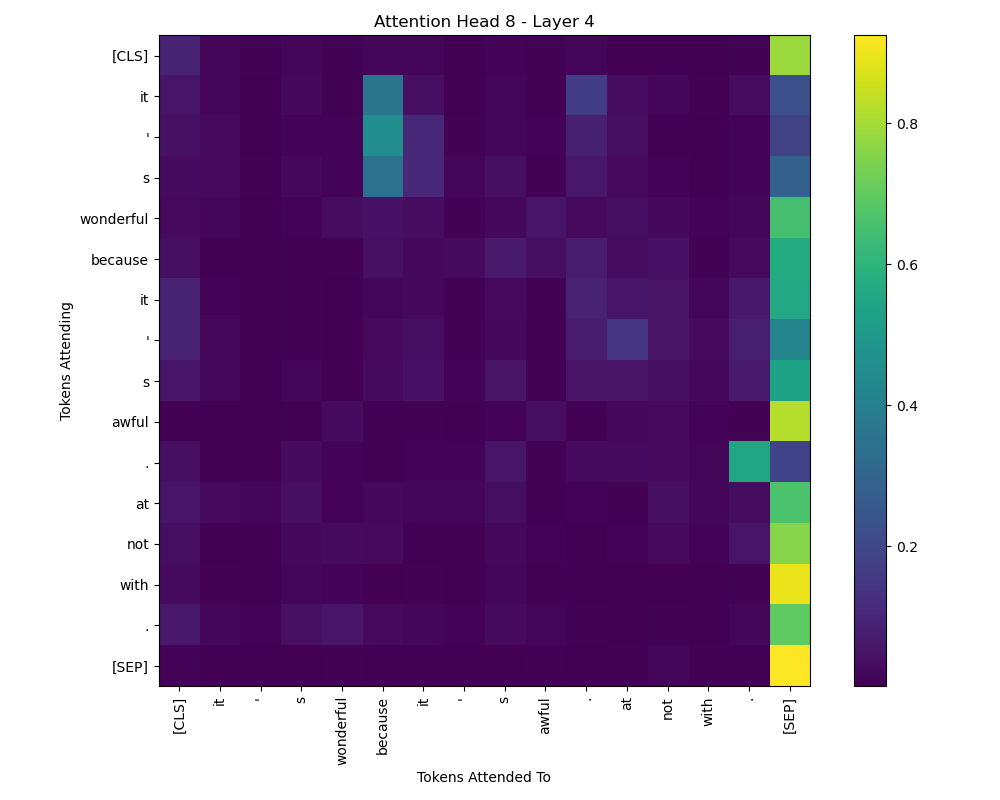 Attention Head 8 - Layer 4
Tokens Attending
[CLS]
it
'
s
wonderful
because
it
'
s
awful
.
at
not
with
.
[SEP]
[CLS]
it
'
s
wonderful
because
it
'
s
awful
.
at
not
with
.
[SEP]
Tokens Attended To
0.8
0.6
0.4
0.2